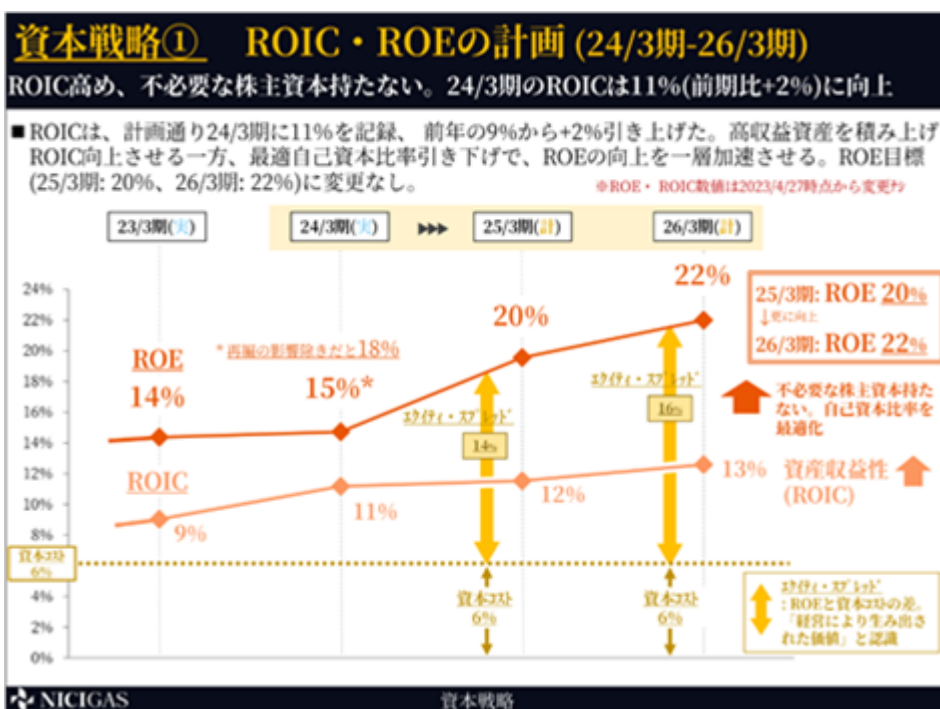 資本戦略① ROIC・ROEの計画 (24/3期-26/3期)
ROIC高め、不必要な株主資本持たない。24/3期のROICは11%(前期比+2%)に向上
■ROICは、計画通り24/3期に11%を記録、 前年の9%から+2%引き上げた。高収益資産を積み上げ
ROIC向上させる一方、最適自己資本比率引き下げで、ROEの向上を一層加速させる。ROE目標
(25/3期: 20%、26/3期: 22%)に変更なし。
※ROE・ ROIC数値は2023/4/27時点から変更ﾅｼ
23/3期(実)
24/3期(実)
▶▶▶
25/3期(計)
26/3期(計)
24%
22%
20%
18%
16%
14%
12%
10%
8%
資本ｺｽﾄ
6%
4%
2%
0%
ROE
14%
*再編の影響除きだと18%
15%*
20%
22%
ROIC
9%
11%
12%
13%
ｴｸｲﾃｨ・ｽﾌﾟﾚｯﾄﾞ
14%
ｴｸｲﾃｨ・ｽﾌﾟﾚｯﾄﾞ
16%
資本ｺｽﾄ
6%
資本ｺｽﾄ
6%
25/3期: ROE 20%
↓更に向上
26/3期: ROE 22%
不必要な株主資本持た
ない。自己資本比率を
最適化
資産収益性
(ROIC)
ｴｸｲﾃｨ・ｽﾌﾟﾚｯﾄﾞ
: ROEと資本ｺｽﾄの差。
「経営により生み出さ
れた価値」と認識
NICIGAS
資本戦略